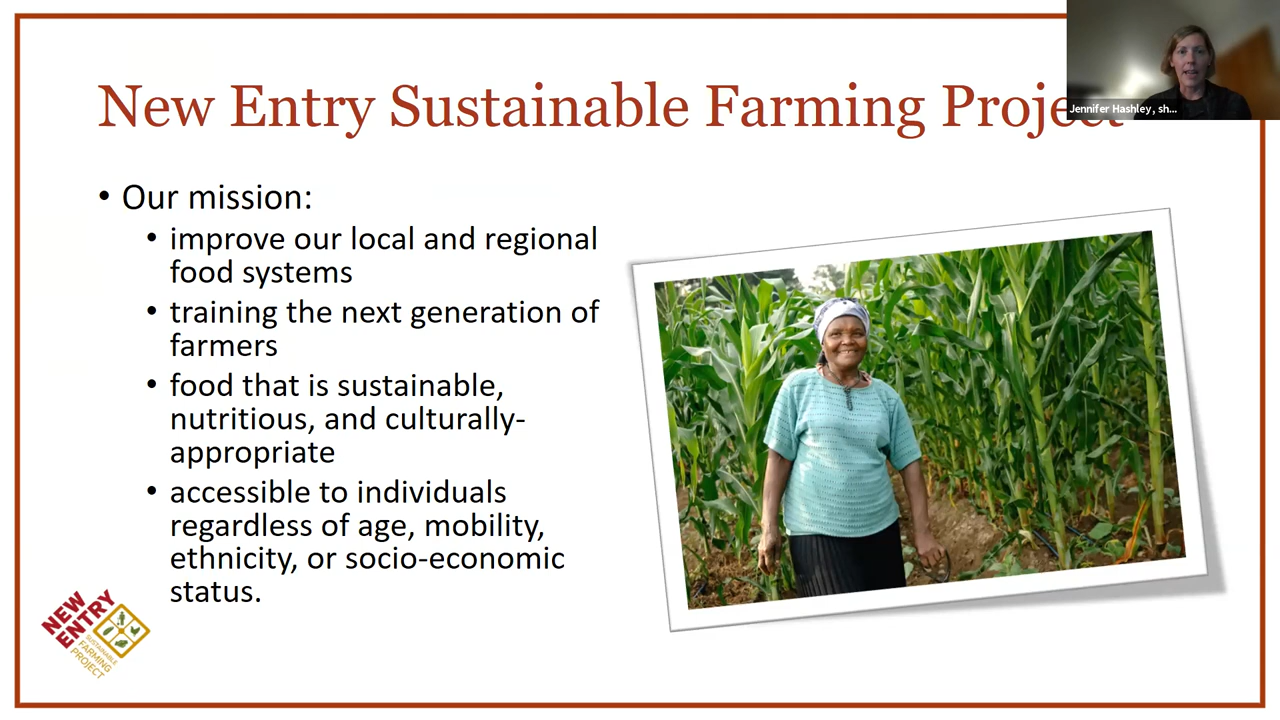 New Entry Sustainable Farming Project
Jennifer Hashley, sh...
• Our mission:
• improve our local and regional
food systems
• training the next generation of
farmers
• food that is sustainable,
nutritious, and culturally-
appropriate
• accessible to individuals
regardless of age, mobility,
ethnicity, or socio-economic
status.
NEW
ENTRY
SUSTAINABLE
FARMING
PROJECT